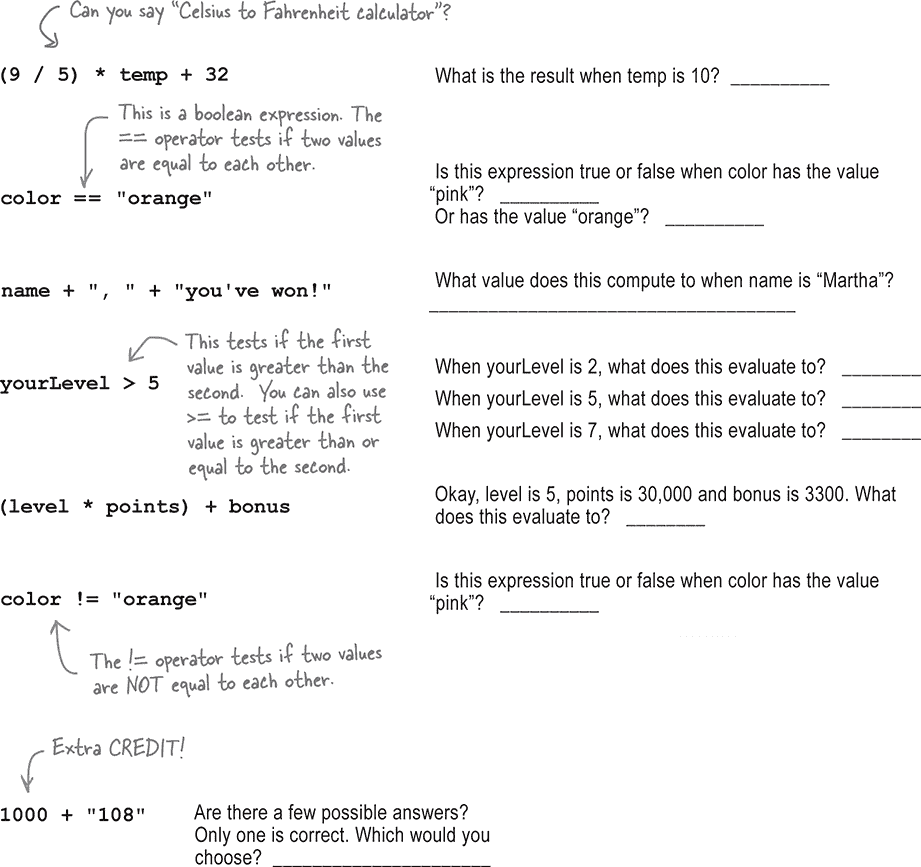 Can you say “Celsius to Fahrenheit calculator”?
(9 / 5) * temp + 32
What is the result when temp is 10? __________
This is a boolean expression. The
== operator tests if two values
are equal to each other.
color == "orange"
Is this expression true or false when color has the value
“pink”? __________
Or has the value “orange”? __________
name + ", " + "you've won!"
What value does this compute to when name is “Martha”?
_____________________________________
This tests if the first
value is greater than the
second. You can also use
>= to test if the first
value is greater than or
equal to the second.
yourLevel > 5
When yourLevel is 2, what does this evaluate to? ________
When yourLevel is 5, what does this evaluate to? ________
When yourLevel is 7, what does this evaluate to? ________
(level * points) + bonus
Okay, level is 5, points is 30,000 and bonus is 3300. What
does this evaluate to? ________
color != "orange"
Is this expression true or false when color has the value
“pink”? __________
The != operator tests if two values
are NOT equal to each other.
Extra CREDIT!
1000 + "108"
Are there a few possible answers?
Only one is correct. Which would you
choose? ______________________